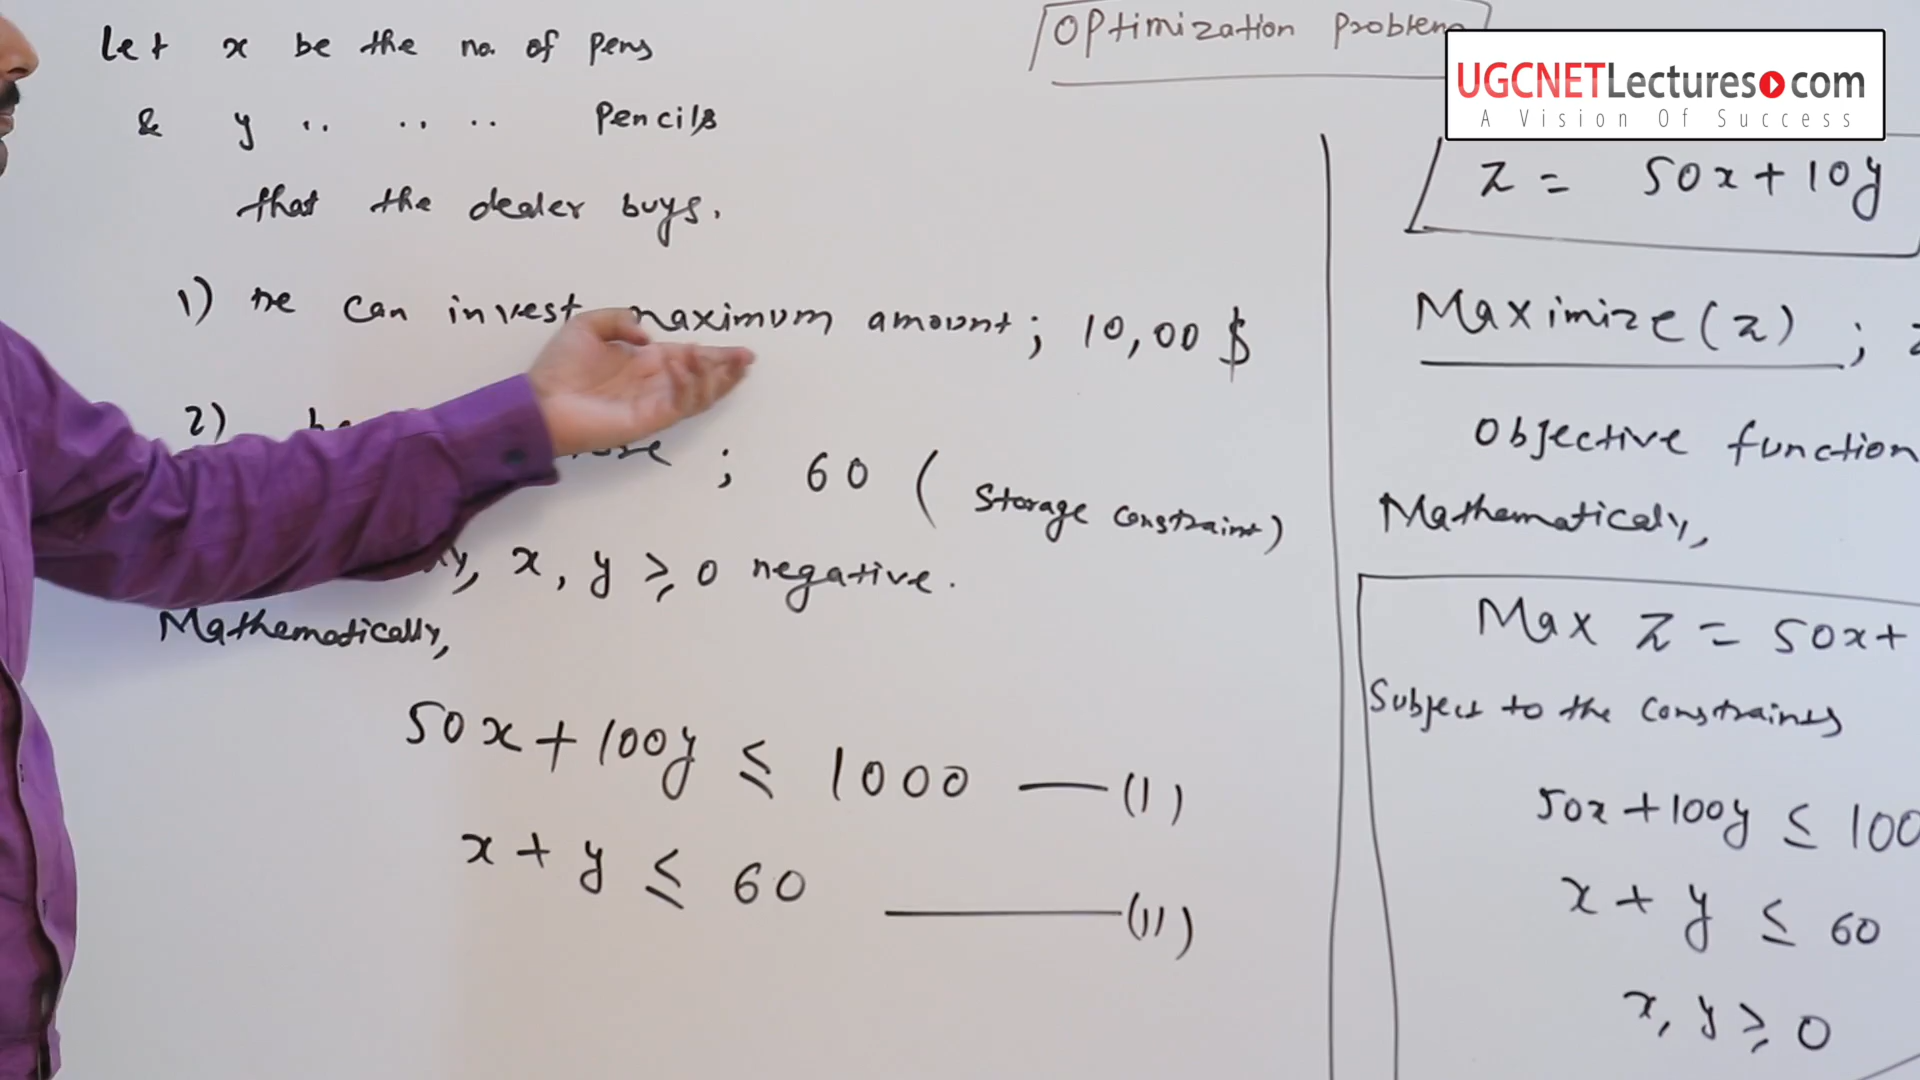 Let x be the no. of pens
& y .. .. .. Pencils
that the dealer buys.
1) he can invest maximum amount ; 10,00 $
2) ; 60 (Storage constraint)
x, y ≥ 0 negative.
Mathematically,
50x + 100y ≤ 1000 — (I)
x + y ≤ 60 — (II)
Optimization Problem
UGCNETLectures.com
A Vision Of Success
Z = 50x + 10y
Maximize (z) ;
Objective function
Mathematicaly,
Max Z = 50x +
Subject to the constraints
50x + 100y ≤ 100
x + y ≤ 60
x, y ≥ 0